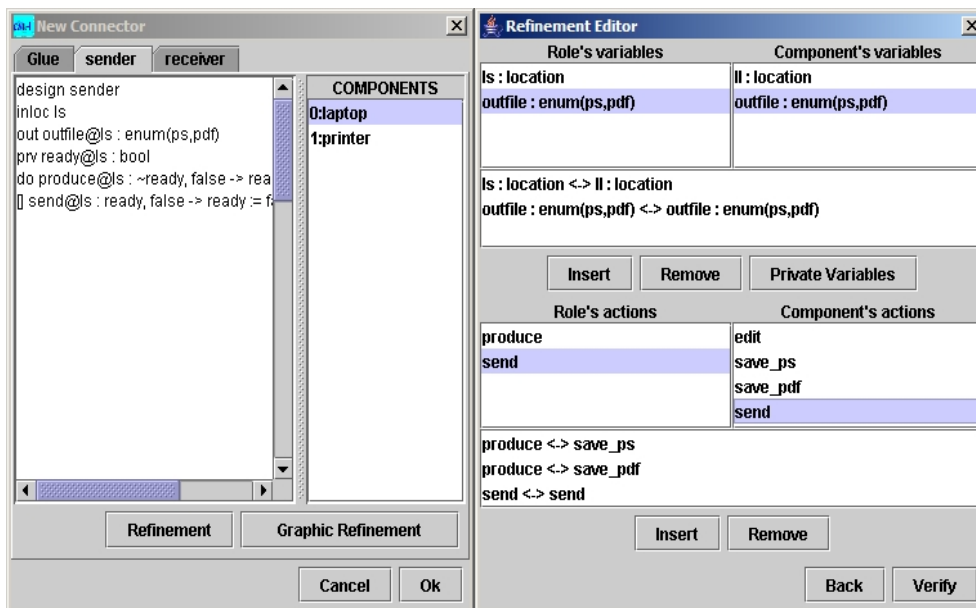 New Connector
Glue sender receiver
design sender
inloc ls
out outfile@ls : enum(ps,pdf)
prv ready@ls : bool
do produce@ls : ~ready, false -> rea
[] send@ls : ready, false -> ready := fa
COMPONENTS
0:laptop
1:printer
Refinement Graphic Refinement
Cancel Ok
Refinement Editor
Role's variables Component's variables
ls : location ll : location
outfile : enum(ps,pdf) outfile : enum(ps,pdf)
ls : location <-> ll : location
outfile : enum(ps,pdf) <-> outfile : enum(ps,pdf)
Insert Remove Private Variables
Role's actions Component's actions
produce edit
send save_ps
save_pdf
send
produce <-> save_ps
produce <-> save_pdf
send <-> send
Insert Remove
Back Verify